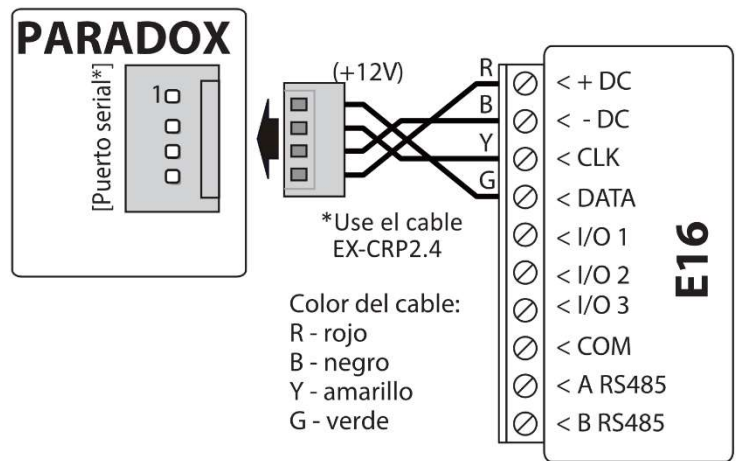 PARADOX
[Puerto serial*]
1
(+12V)
R
B
Y
G
*Use el cable
EX-CRP2.4
Color del cable:
R - rojo
B - negro
Y - amarillo
G - verde
< + DC
< - DC
< CLK
< DATA
< I/O 1
< I/O 2
< I/O 3
< COM
< A RS485
< B RS485
E16